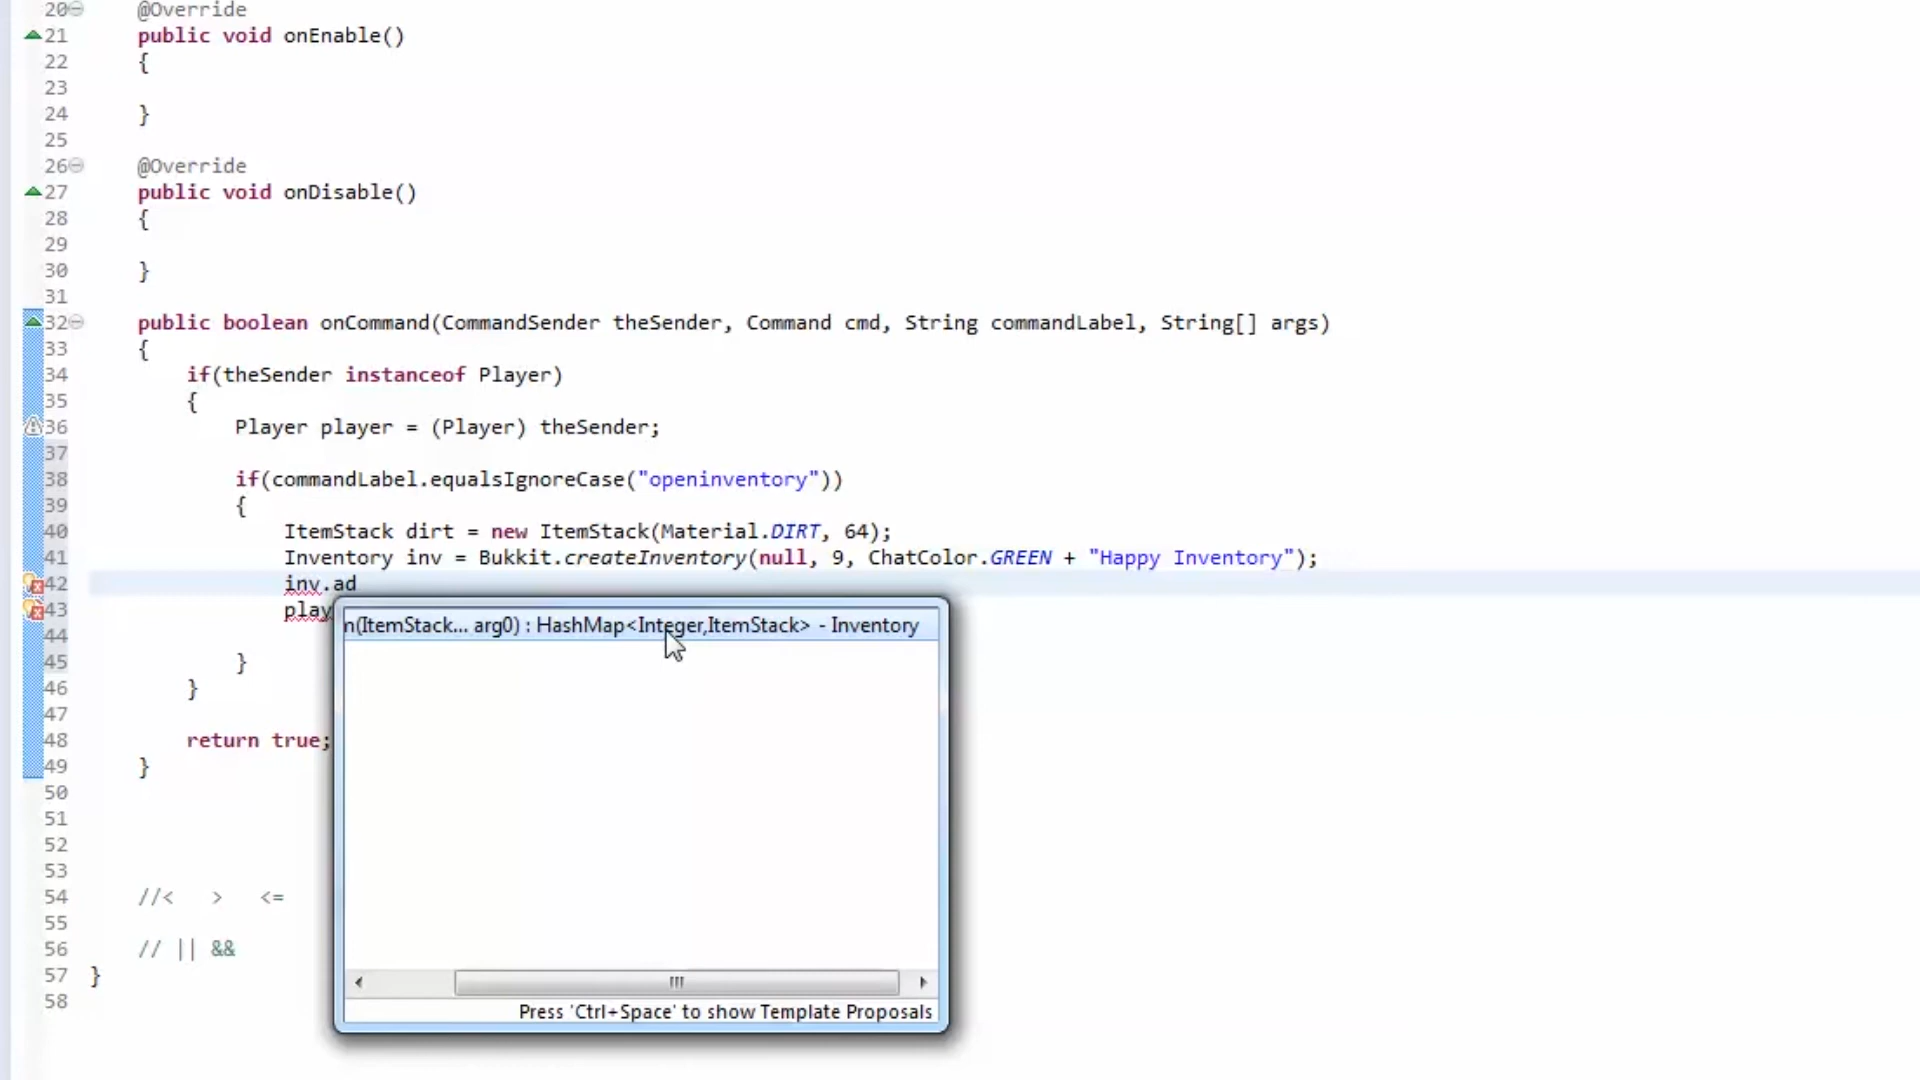 20 @Override
21 public void onEnable()
22 {
23
24 }
25
26 @Override
27 public void onDisable()
28 {
29
30 }
31
32 public boolean onCommand(CommandSender theSender, Command cmd, String commandLabel, String[] args)
33 {
34 if(theSender instanceof Player)
35 {
36 Player player = (Player) theSender;
37
38 if(commandLabel.equalsIgnoreCase("openinventory"))
39 {
40 ItemStack dirt = new ItemStack(Material.DIRT, 64);
41 Inventory inv = Bukkit.createInventory(null, 9, ChatColor.GREEN + "Happy Inventory");
42 inv.ad
43 play
n(ItemStack... arg0) : HashMap<Integer,ItemStack> - Inventory
44
45 }
46 }
47
48 return true;
49 }
50
51
52
53
54 //< > <=
55
56 // || &&
57 }
58
Press 'Ctrl+Space' to show Template Proposals